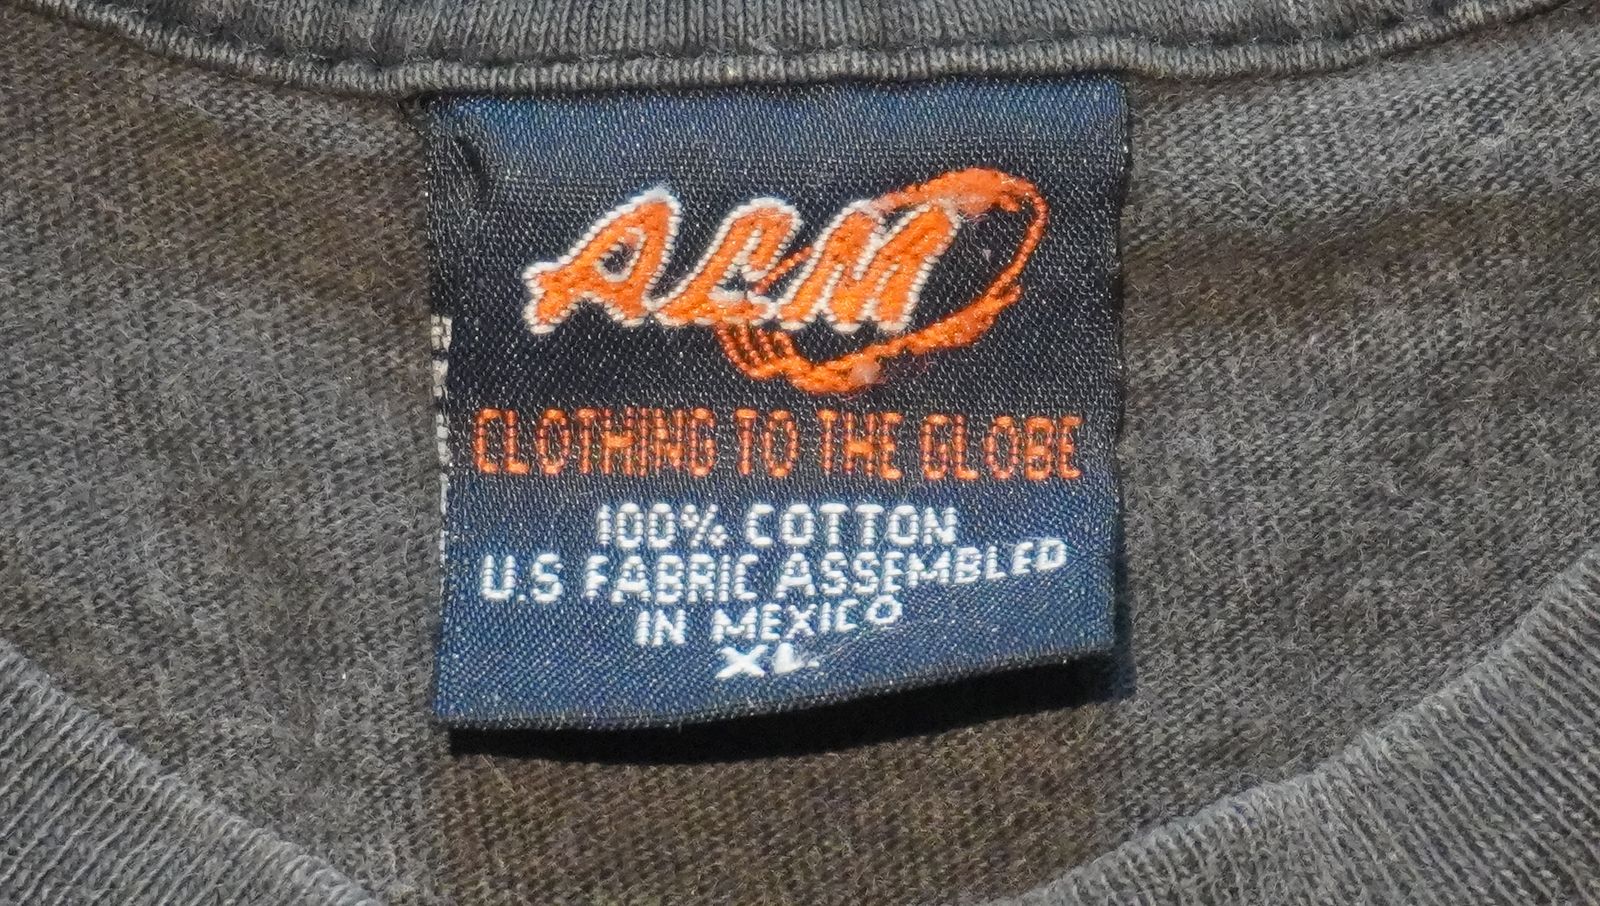 ACM
CLOTHING TO THE GLOBE
100% COTTON
U.S FABRIC ASSEMBLED
IN MEXICO
XL